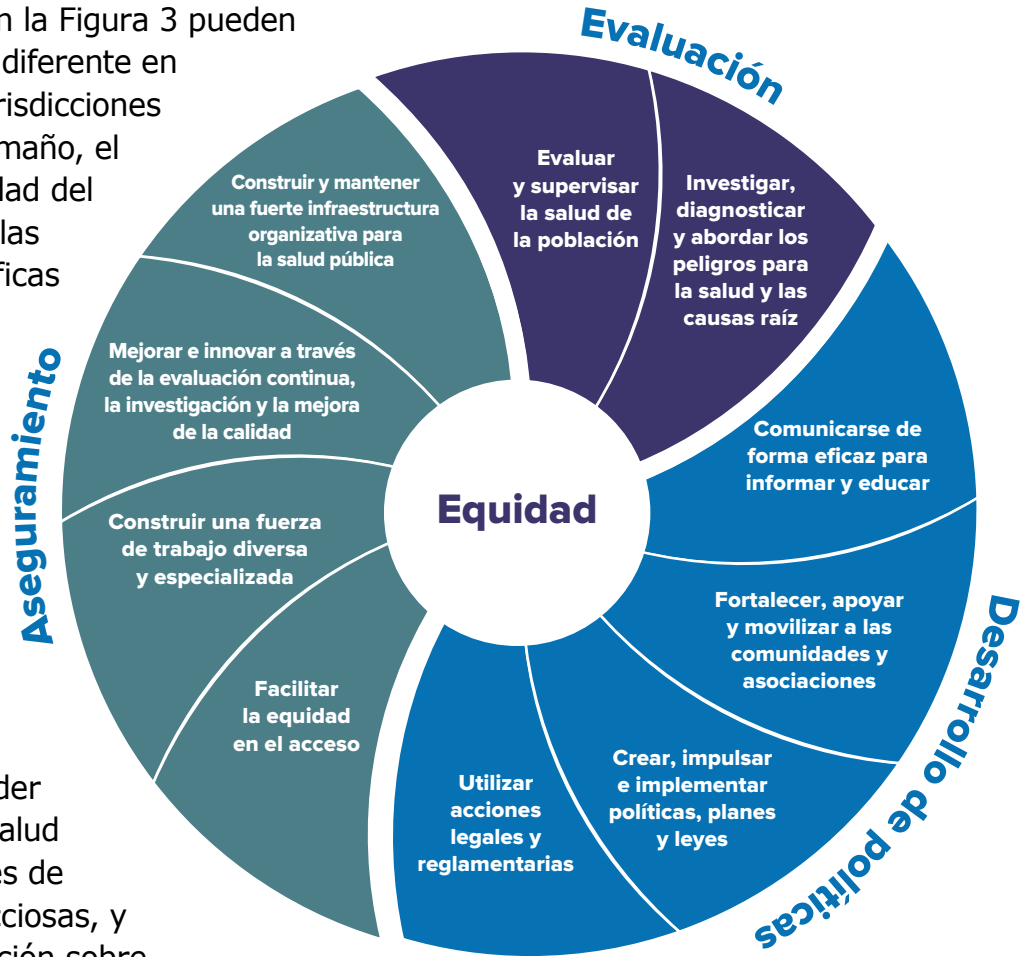 n la Figura 3 pueden
diferente en
risdicciones
maño, el
dad del
las
ficas
der
alud
es de
cciosas, y
ción sobre
Evaluación
Evaluar
y supervisar
la salud de
la población
Investigar,
diagnosticar
y abordar los
peligros para
la salud y las
causas raíz
Desarrollo de políticas
Comunicarse de
forma eficaz para
informar y educar
Fortalecer, apoyar
y movilizar a las
comunidades y
asociaciones
Crear, impulsar
e implementar
políticas, planes
y leyes
Utilizar
acciones
legales y
reglamentarias
Aseguramiento
Facilitar
la equidad
en el acceso
Construir una fuerza
de trabajo diversa
y especializada
Mejorar e innovar a través
de la evaluación continua,
la investigación y la mejora
de la calidad
Construir y mantener
una fuerte infraestructura
organizativa para
la salud pública
Equidad